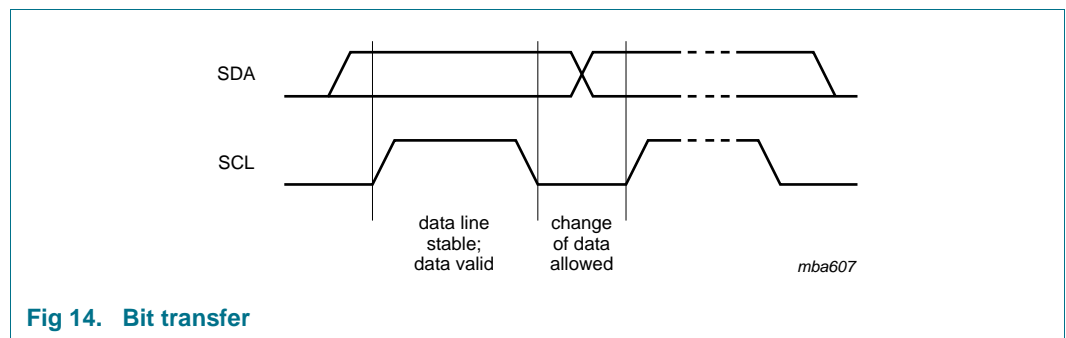 SDA
SCL
data line
stable;
data valid
change
of data
allowed
mba607
Fig 14. Bit transfer